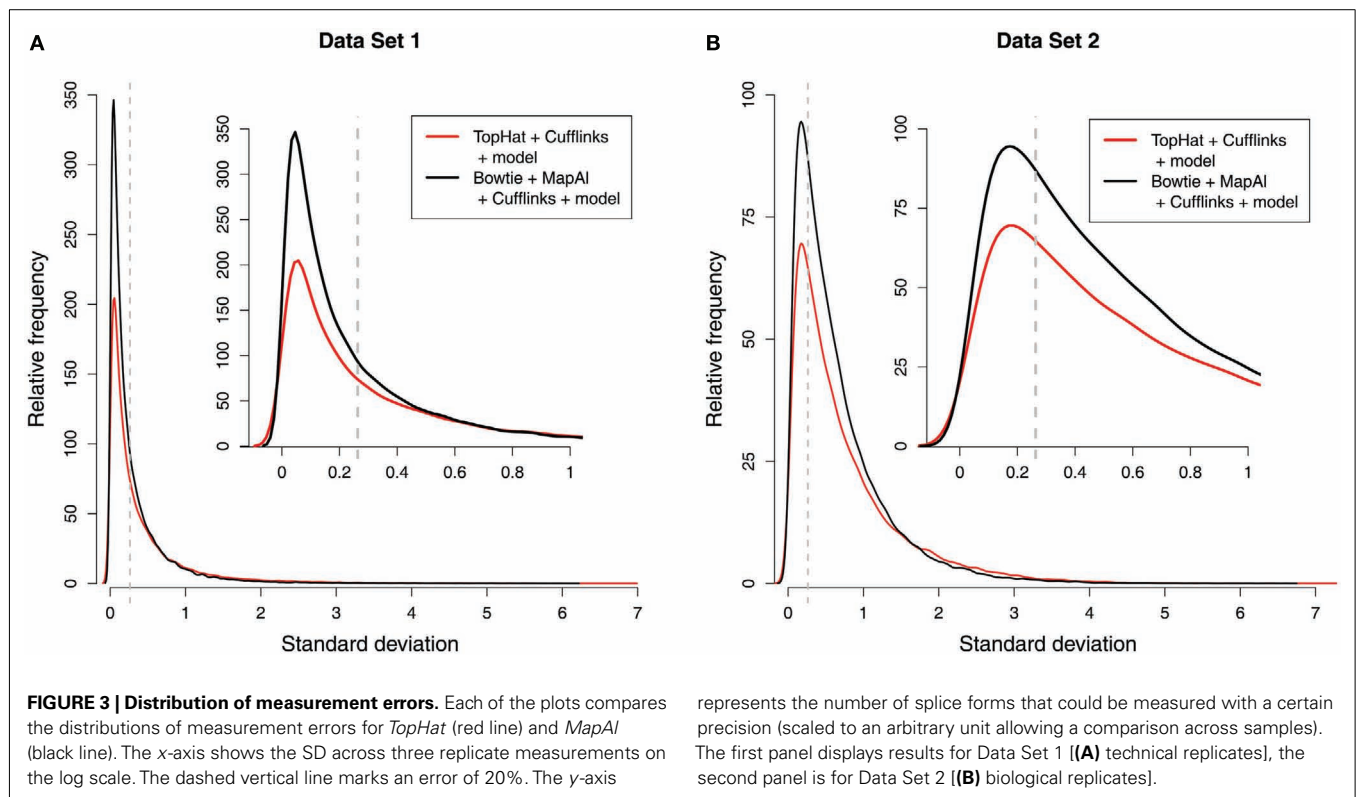 A
Data Set 1
350
300
250
200
150
100
50
0
Relative frequency
0 1 2 3 4 5 6 7
Standard deviation
350
300
250
200
150
100
50
0
0 0.2 0.4 0.6 0.8 1
TopHat + Cufflinks
+ model
Bowtie + MapAl
+ Cufflinks + model
B
Data Set 2
100
75
50
25
0
Relative frequency
0 1 2 3 4 5 6 7
Standard deviation
100
75
50
25
0
0 0.2 0.4 0.6 0.8 1
TopHat + Cufflinks
+ model
Bowtie + MapAl
+ Cufflinks + model
FIGURE 3 | Distribution of measurement errors. Each of the plots compares
the distributions of measurement errors for TopHat (red line) and MapAl
(black line). The x-axis shows the SD across three replicate measurements on
the log scale. The dashed vertical line marks an error of 20%. The y-axis
represents the number of splice forms that could be measured with a certain
precision (scaled to an arbitrary unit allowing a comparison across samples).
The first panel displays results for Data Set 1 [(A) technical replicates], the
second panel is for Data Set 2 [(B) biological replicates].